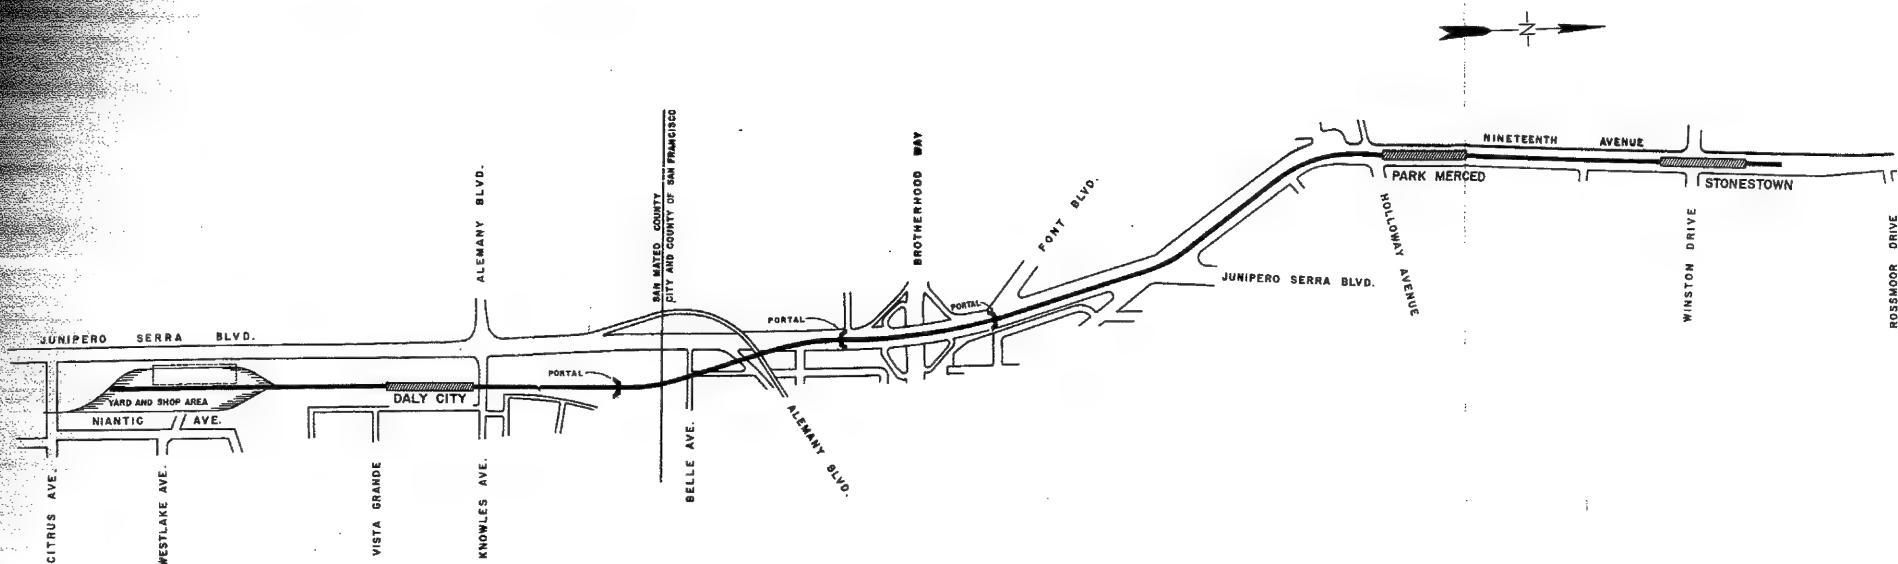 N
NINETEENTH AVENUE
PARK MERCED
STONESTOWN
HOLLOWAY AVENUE
WINSTON DRIVE
ROSSMOOR DRIVE
BROTHERHOOD WAY
FONT BLVD.
JUNIPERO SERRA BLVD.
PORTAL
PORTAL
SAN MATEO COUNTY
CITY AND COUNTY OF SAN FRANCISCO
ALEMANY BLVD.
JUNIPERO SERRA BLVD.
PORTAL
DALY CITY
YARD AND SHOP AREA
NIANTIC AVE.
ALEMANY BLVD.
BELLE AVE.
CITRUS AVE.
WESTLAKE AVE.
VISTA GRANDE
KNOWLES AVE.